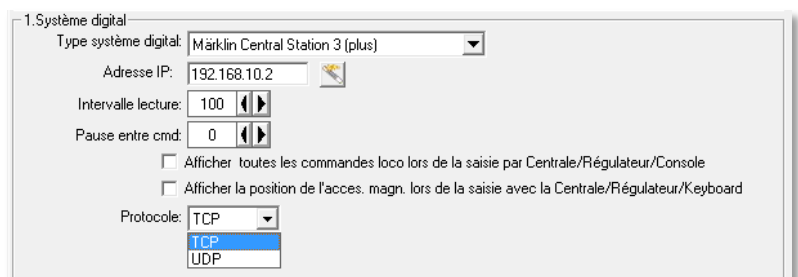 1.Système digital
Type système digital: Märklin Central Station 3 (plus)
Adresse IP: 192.168.10.2
Intervalle lecture: 100
Pause entre cmd: 0
Afficher toutes les commandes loco lors de la saisie par Centrale/Régulateur/Console
Afficher la position de l'acces. magn. lors de la saisie avec la Centrale/Régulateur/Keyboard
Protocole: TCP
TCP
UDP